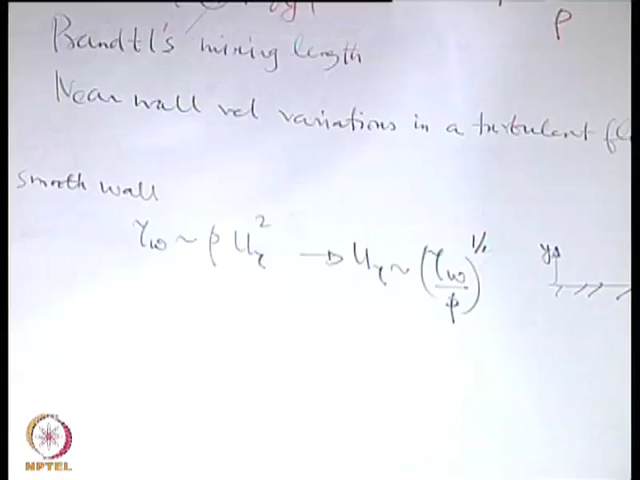 ρ
Prandtl's mixing length
Near wall vel variations in a turbulent fl
smooth wall
τw ~ ρ uτ² → uτ ~ (τw/ρ)^1/2
y
NPTEL